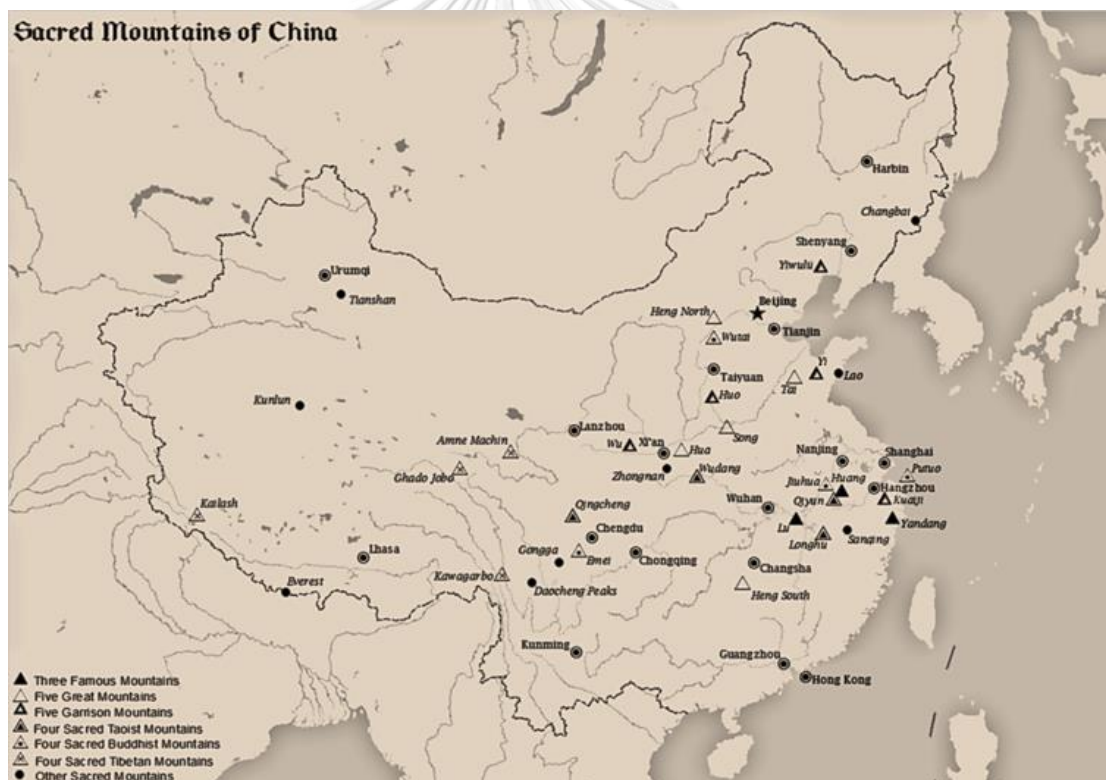 Sacred Mountains of China
Harbin
Changbai
Shenyang
Yiwulü
Urumqi
Tianshan
Beijing
Heng North
Tianjin
Wutai
Yi
Taiyuan
Lao
Tai
Huo
Kunlun
Lanzhou
Song
Amne Machin
Wu
Xi'an
Hua
Nanjing
Shanghai
Ghado Jobo
Zhongnan
Wudang
Putuo
Jiuhua
Huang
Hangzhou
Kailash
Qingcheng
Wuhan
Qiyun
Kuaiji
Lu
Yandang
Chengdu
Longhu
Sanqing
Lhasa
Gongga
Emei
Chongqing
Changsha
Kawagarbo
Everest
Daocheng Peaks
Heng South
Kunming
Guangzhou
Hong Kong
Three Famous Mountains
Five Great Mountains
Five Garrison Mountains
Four Sacred Taoist Mountains
Four Sacred Buddhist Mountains
Four Sacred Tibetan Mountains
Other Sacred Mountains